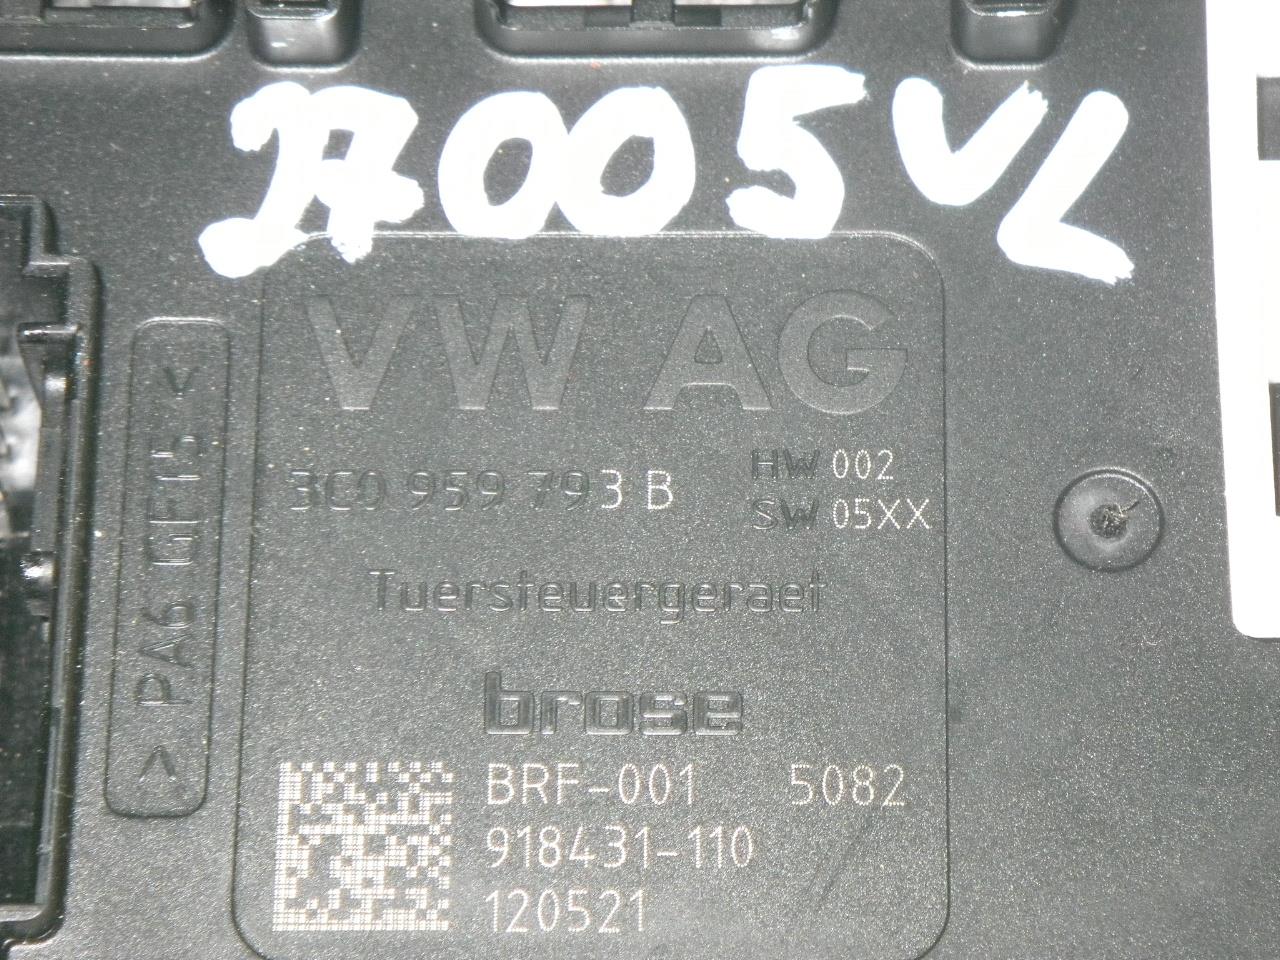 27005VL
VW AG
3C0 959 793 B
HW 002
SW 05XX
Tuersteuergeraet
brose
BRF-001 5082
918431-110
120521
> PA6 GF15 <